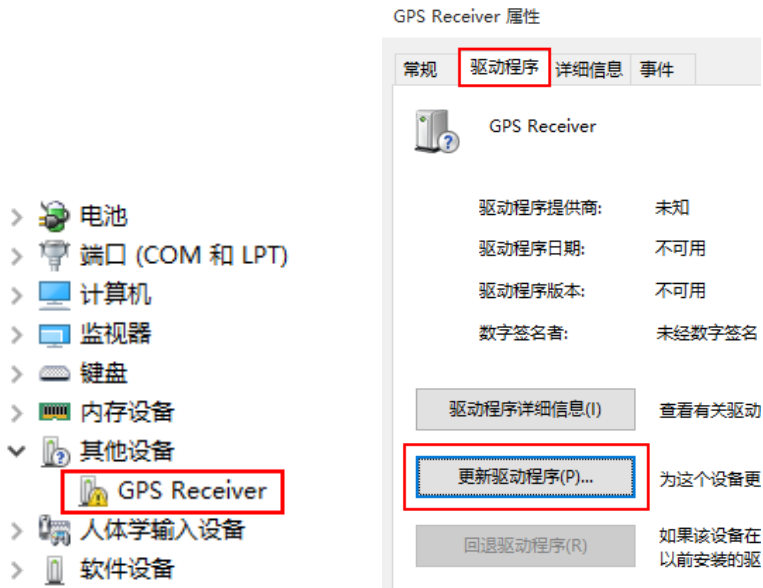 电池
端口 (COM 和 LPT)
计算机
监视器
键盘
内存设备
其他设备
GPS Receiver
人体学输入设备
软件设备
GPS Receiver 属性
常规 驱动程序 详细信息 事件
GPS Receiver
驱动程序提供商: 未知
驱动程序日期: 不可用
驱动程序版本: 不可用
数字签名者: 未经数字签名
驱动程序详细信息(I) 查看有关驱动
更新驱动程序(P)... 为这个设备更
回退驱动程序(R) 如果该设备在
以前安装的驱